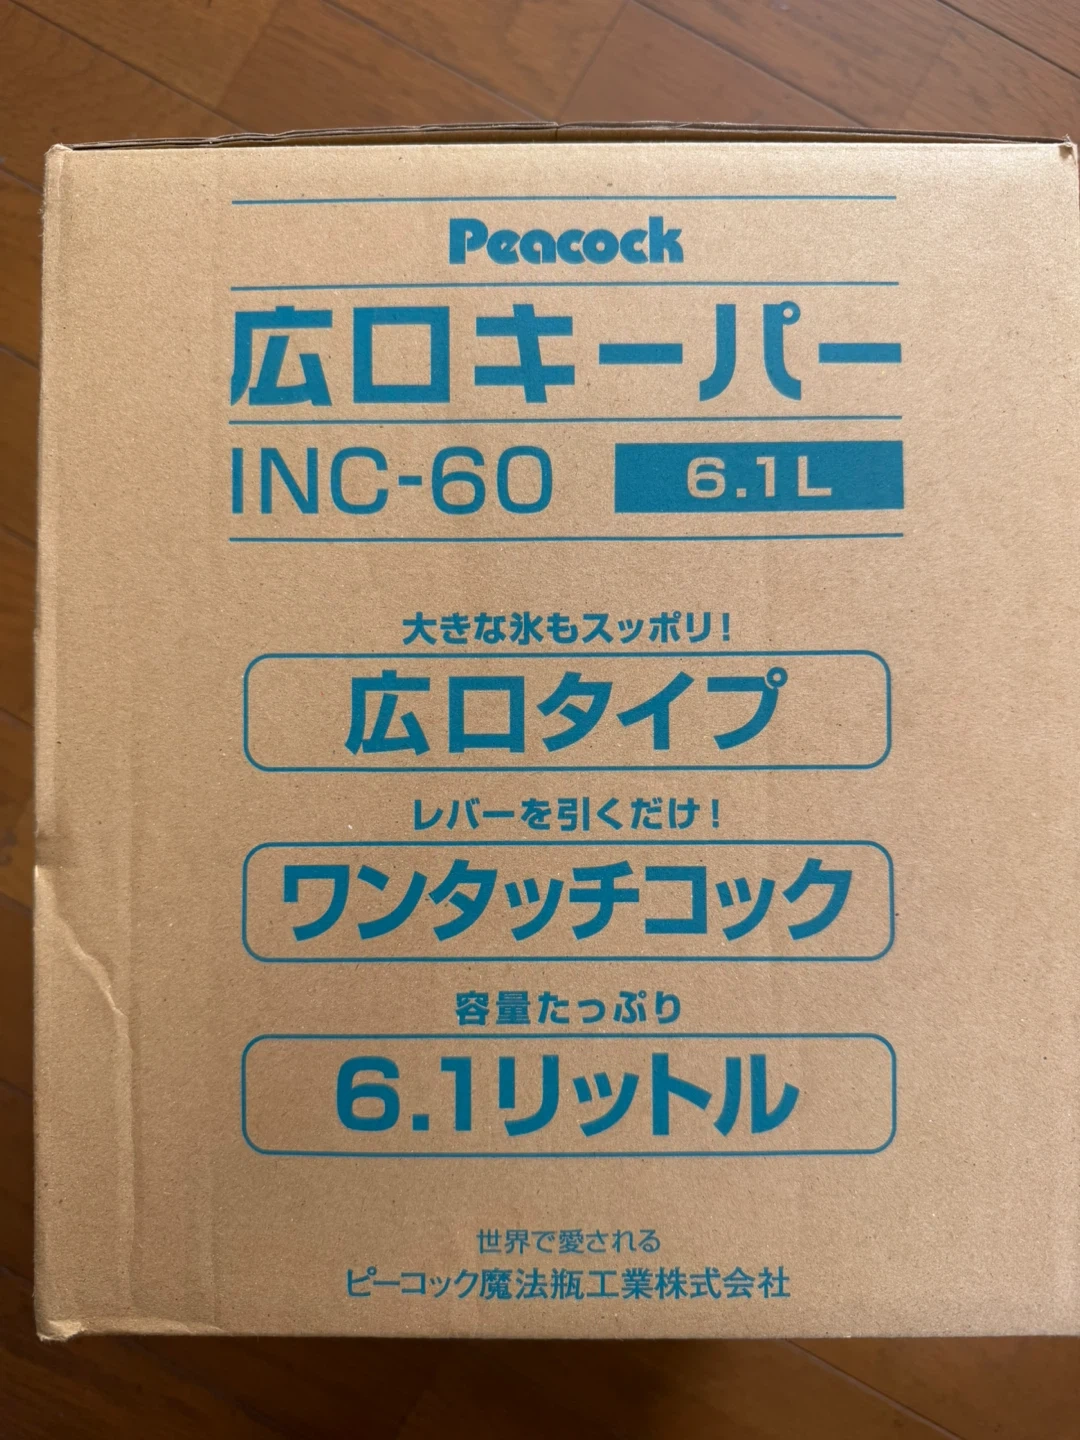 Peacock
広口キーパー
INC-60 6.1L
大きな氷もスッポリ!
広口タイプ
レバーを引くだけ!
ワンタッチコック
容量たっぷり
6.1リットル
世界で愛される
ピーコック魔法瓶工業株式会社